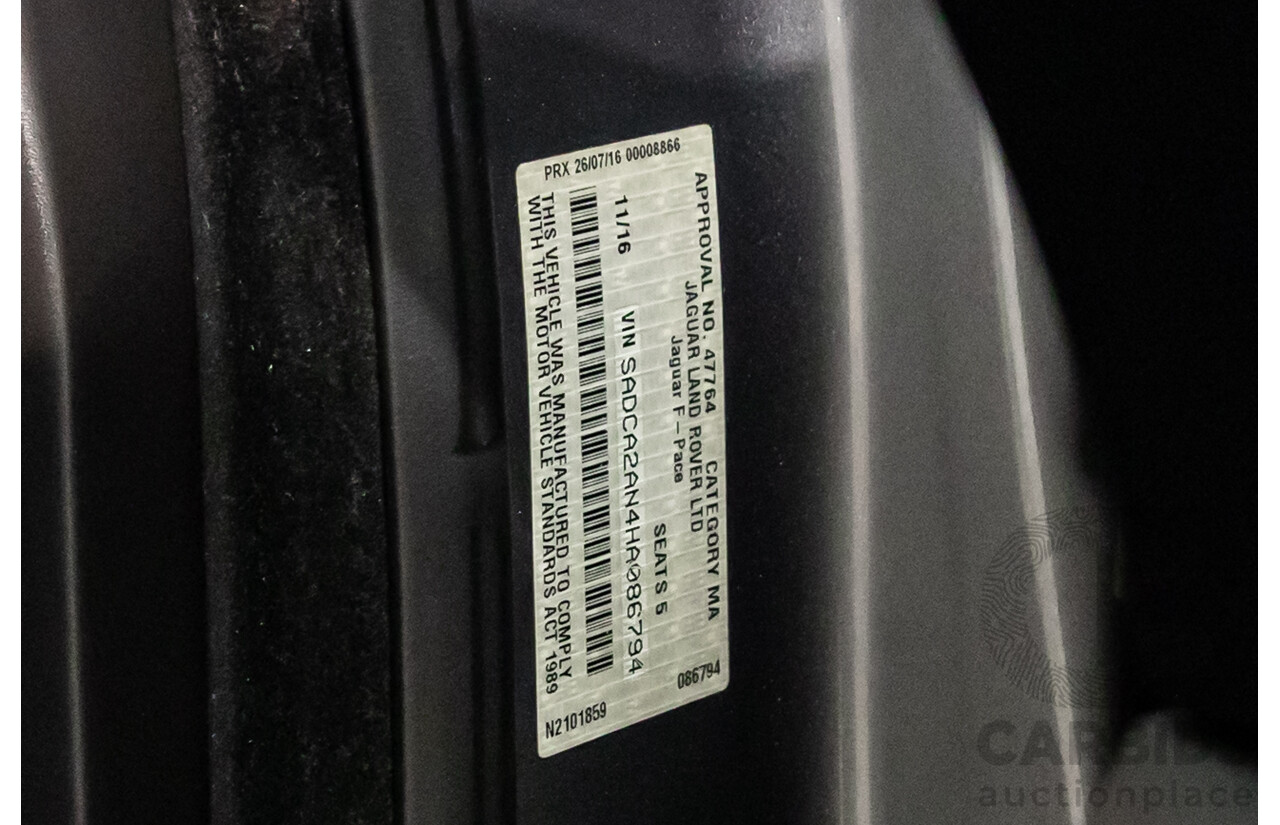 PRX 26/07/16 00008866
APPROVAL NO. 47764 CATEGORY MA
JAGUAR LAND ROVER LTD
Jaguar F-Pace
SEATS 5
11/16 VIN SADCA2AN4HA086794
THIS VEHICLE WAS MANUFACTURED TO COMPLY
WITH THE MOTOR VEHICLE STANDARDS ACT 1989
086794
N2101859
auctionplace